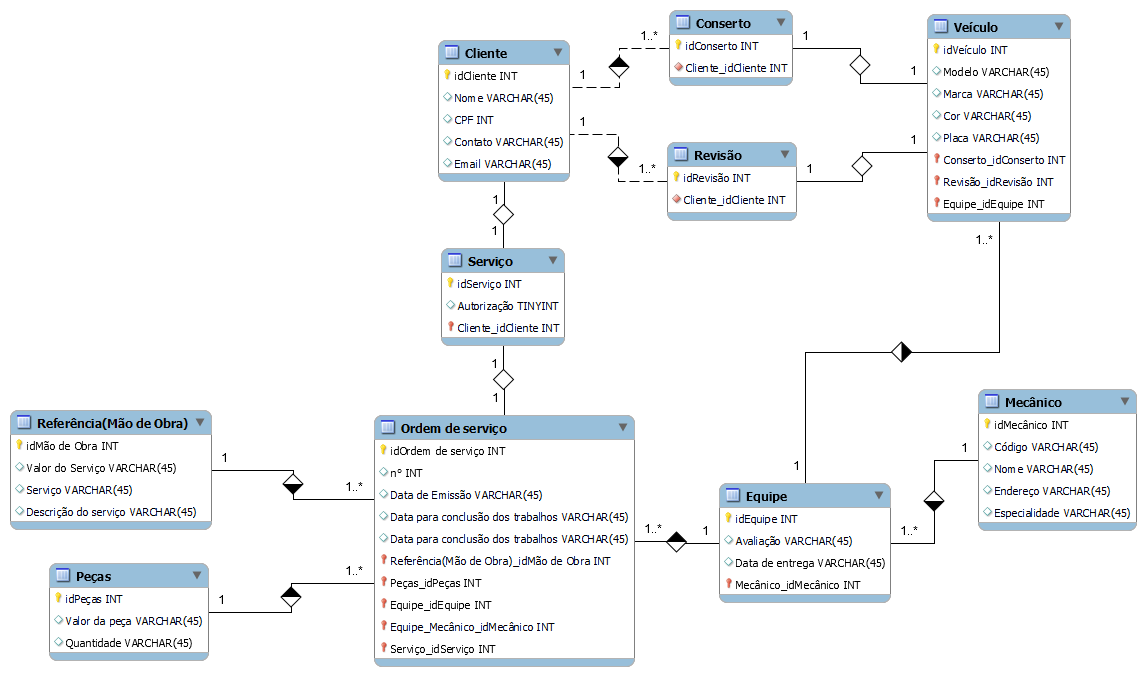 Cliente
idCliente INT
Nome VARCHAR(45)
CPF INT
Contato VARCHAR(45)
Email VARCHAR(45)
1
1..*
1
1..*
Conserto
idConserto INT
Cliente_idCliente INT
1
1
Revisão
idRevisão INT
Cliente_idCliente INT
1
1
Veículo
idVeículo INT
Modelo VARCHAR(45)
Marca VARCHAR(45)
Cor VARCHAR(45)
Placa VARCHAR(45)
Conserto_idConserto INT
Revisão_idRevisão INT
Equipe_idEquipe INT
1..*
1
1
1
Serviço
idServiço INT
Autorização TINYINT
Cliente_idCliente INT
1
1
Referência(Mão de Obra)
idMão de Obra INT
Valor do Serviço VARCHAR(45)
Serviço VARCHAR(45)
Descrição do serviço VARCHAR(45)
1
1..*
Peças
idPeças INT
Valor da peça VARCHAR(45)
Quantidade VARCHAR(45)
1
1..*
Ordem de serviço
idOrdem de serviço INT
nº INT
Data de Emissão VARCHAR(45)
Data para conclusão dos trabalhos VARCHAR(45)
Data para conclusão dos trabalhos VARCHAR(45)
Referência(Mão de Obra)_idMão de Obra INT
Peças_idPeças INT
Equipe_idEquipe INT
Equipe_Mecânico_idMecânico INT
Serviço_idServiço INT
1..*
1
Equipe
idEquipe INT
Avaliação VARCHAR(45)
Data de entrega VARCHAR(45)
Mecânico_idMecânico INT
1..*
1
Mecânico
idMecânico INT
Código VARCHAR(45)
Nome VARCHAR(45)
Endereço VARCHAR(45)
Especialidade VARCHAR(45)